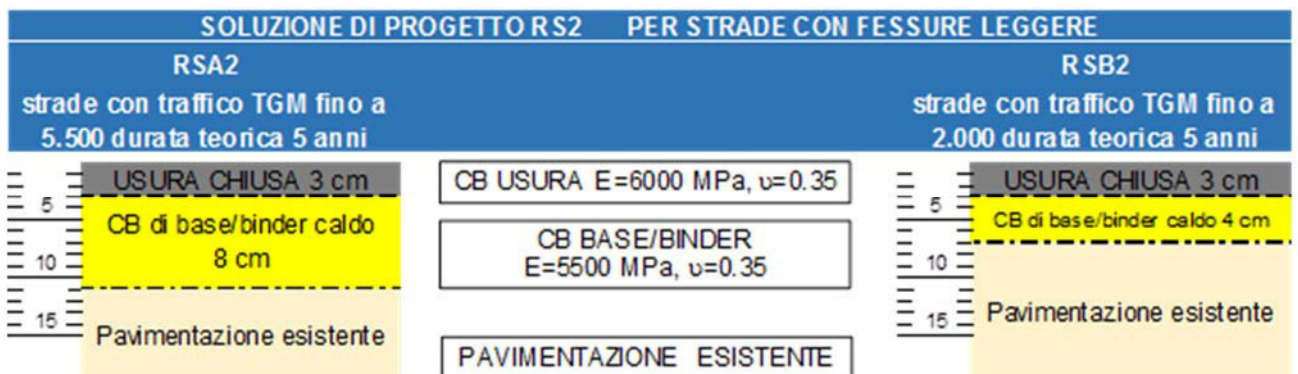 SOLUZIONE DI PROGETTO RS2 PER STRADE CON FESSURE LEGGERE
RSA2
strade con traffico TGM fino a
5.500 durata teorica 5 anni
RSB2
strade con traffico TGM fino a
2.000 durata teorica 5 anni
5
10
15
USURA CHIUSA 3 cm
CB di base/binder caldo
8 cm
Pavimentazione esistente
CB USURA E=6000 MPa, υ=0.35
CB BASE/BINDER
E=5500 MPa, υ=0.35
PAVIMENTAZIONE ESISTENTE
5
10
15
USURA CHIUSA 3 cm
CB di base/binder caldo 4 cm
Pavimentazione esistente